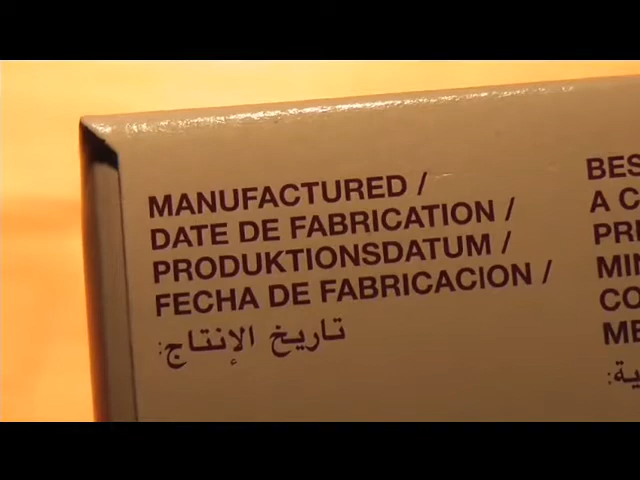 MANUFACTURED /
DATE DE FABRICATION /
PRODUKTIONSDATUM /
FECHA DE FABRICACION /
تاريخ الإنتاج:
A